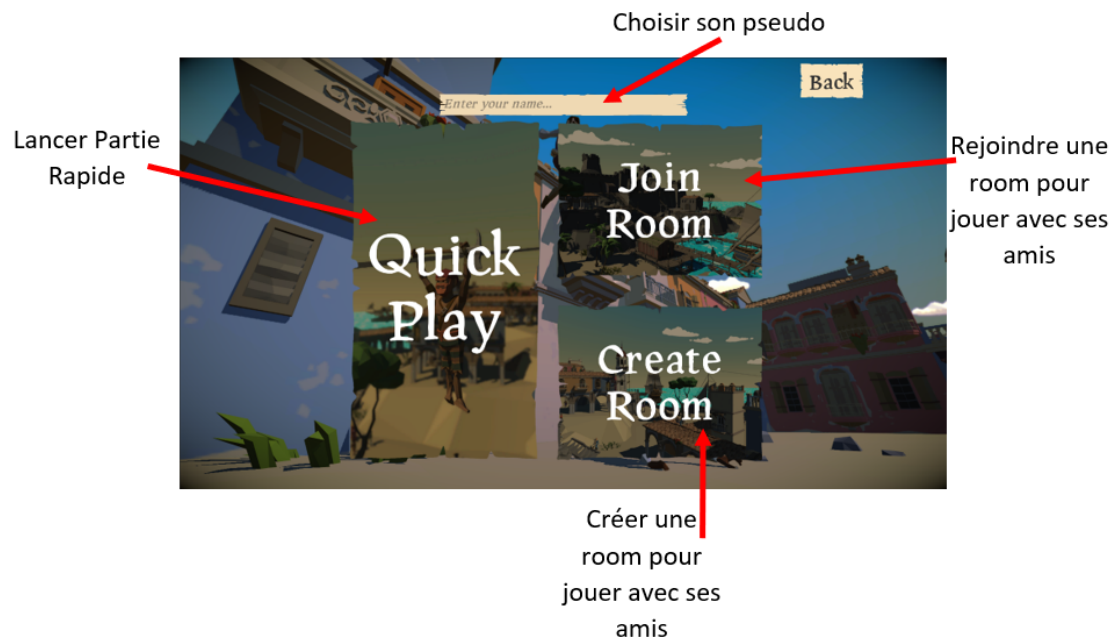 Choisir son pseudo
Back
Enter your name...
Lancer Partie
Rapide
Quick
Play
Join
Room
Rejoindre une
room pour
jouer avec ses
amis
Create
Room
Créer une
room pour
jouer avec ses
amis